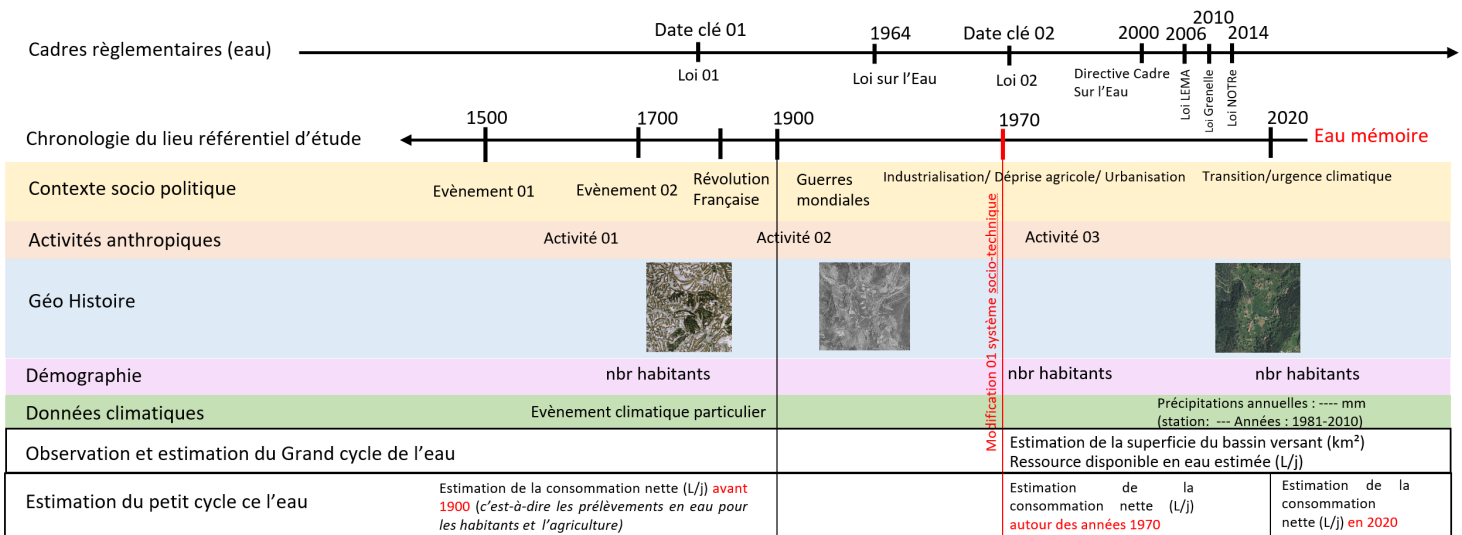 Cadres règlementaires (eau)
Date clé 01
1964
Date clé 02
2000
2006
2010
2014
Loi 01
Loi sur l’Eau
Loi 02
Directive Cadre
Sur l’Eau
Loi LEMA
Loi Grenelle
Loi NOTRe
Chronologie du lieu référentiel d’étude
1500
1700
1900
1970
2020
Eau mémoire
Contexte socio politique
Evènement 01
Evènement 02
Révolution
Française
Guerres
mondiales
Industrialisation/ Déprise agricole/ Urbanisation
Transition/urgence climatique
Modification 01 système socio-technique
Activités anthropiques
Activité 01
Activité 02
Activité 03
Géo Histoire
Démographie
nbr habitants
nbr habitants
nbr habitants
Données climatiques
Evènement climatique particulier
Précipitations annuelles : ---- mm
(station: --- Années : 1981-2010)
Observation et estimation du Grand cycle de l’eau
Estimation de la superficie du bassin versant (km²)
Ressource disponible en eau estimée (L/j)
Estimation du petit cycle ce l’eau
Estimation de la consommation nette (L/j) avant
1900 (c’est-à-dire les prélèvements en eau pour
les habitants et l’agriculture)
Estimation de la
consommation nette (L/j)
autour des années 1970
Estimation de la
consommation
nette (L/j) en 2020